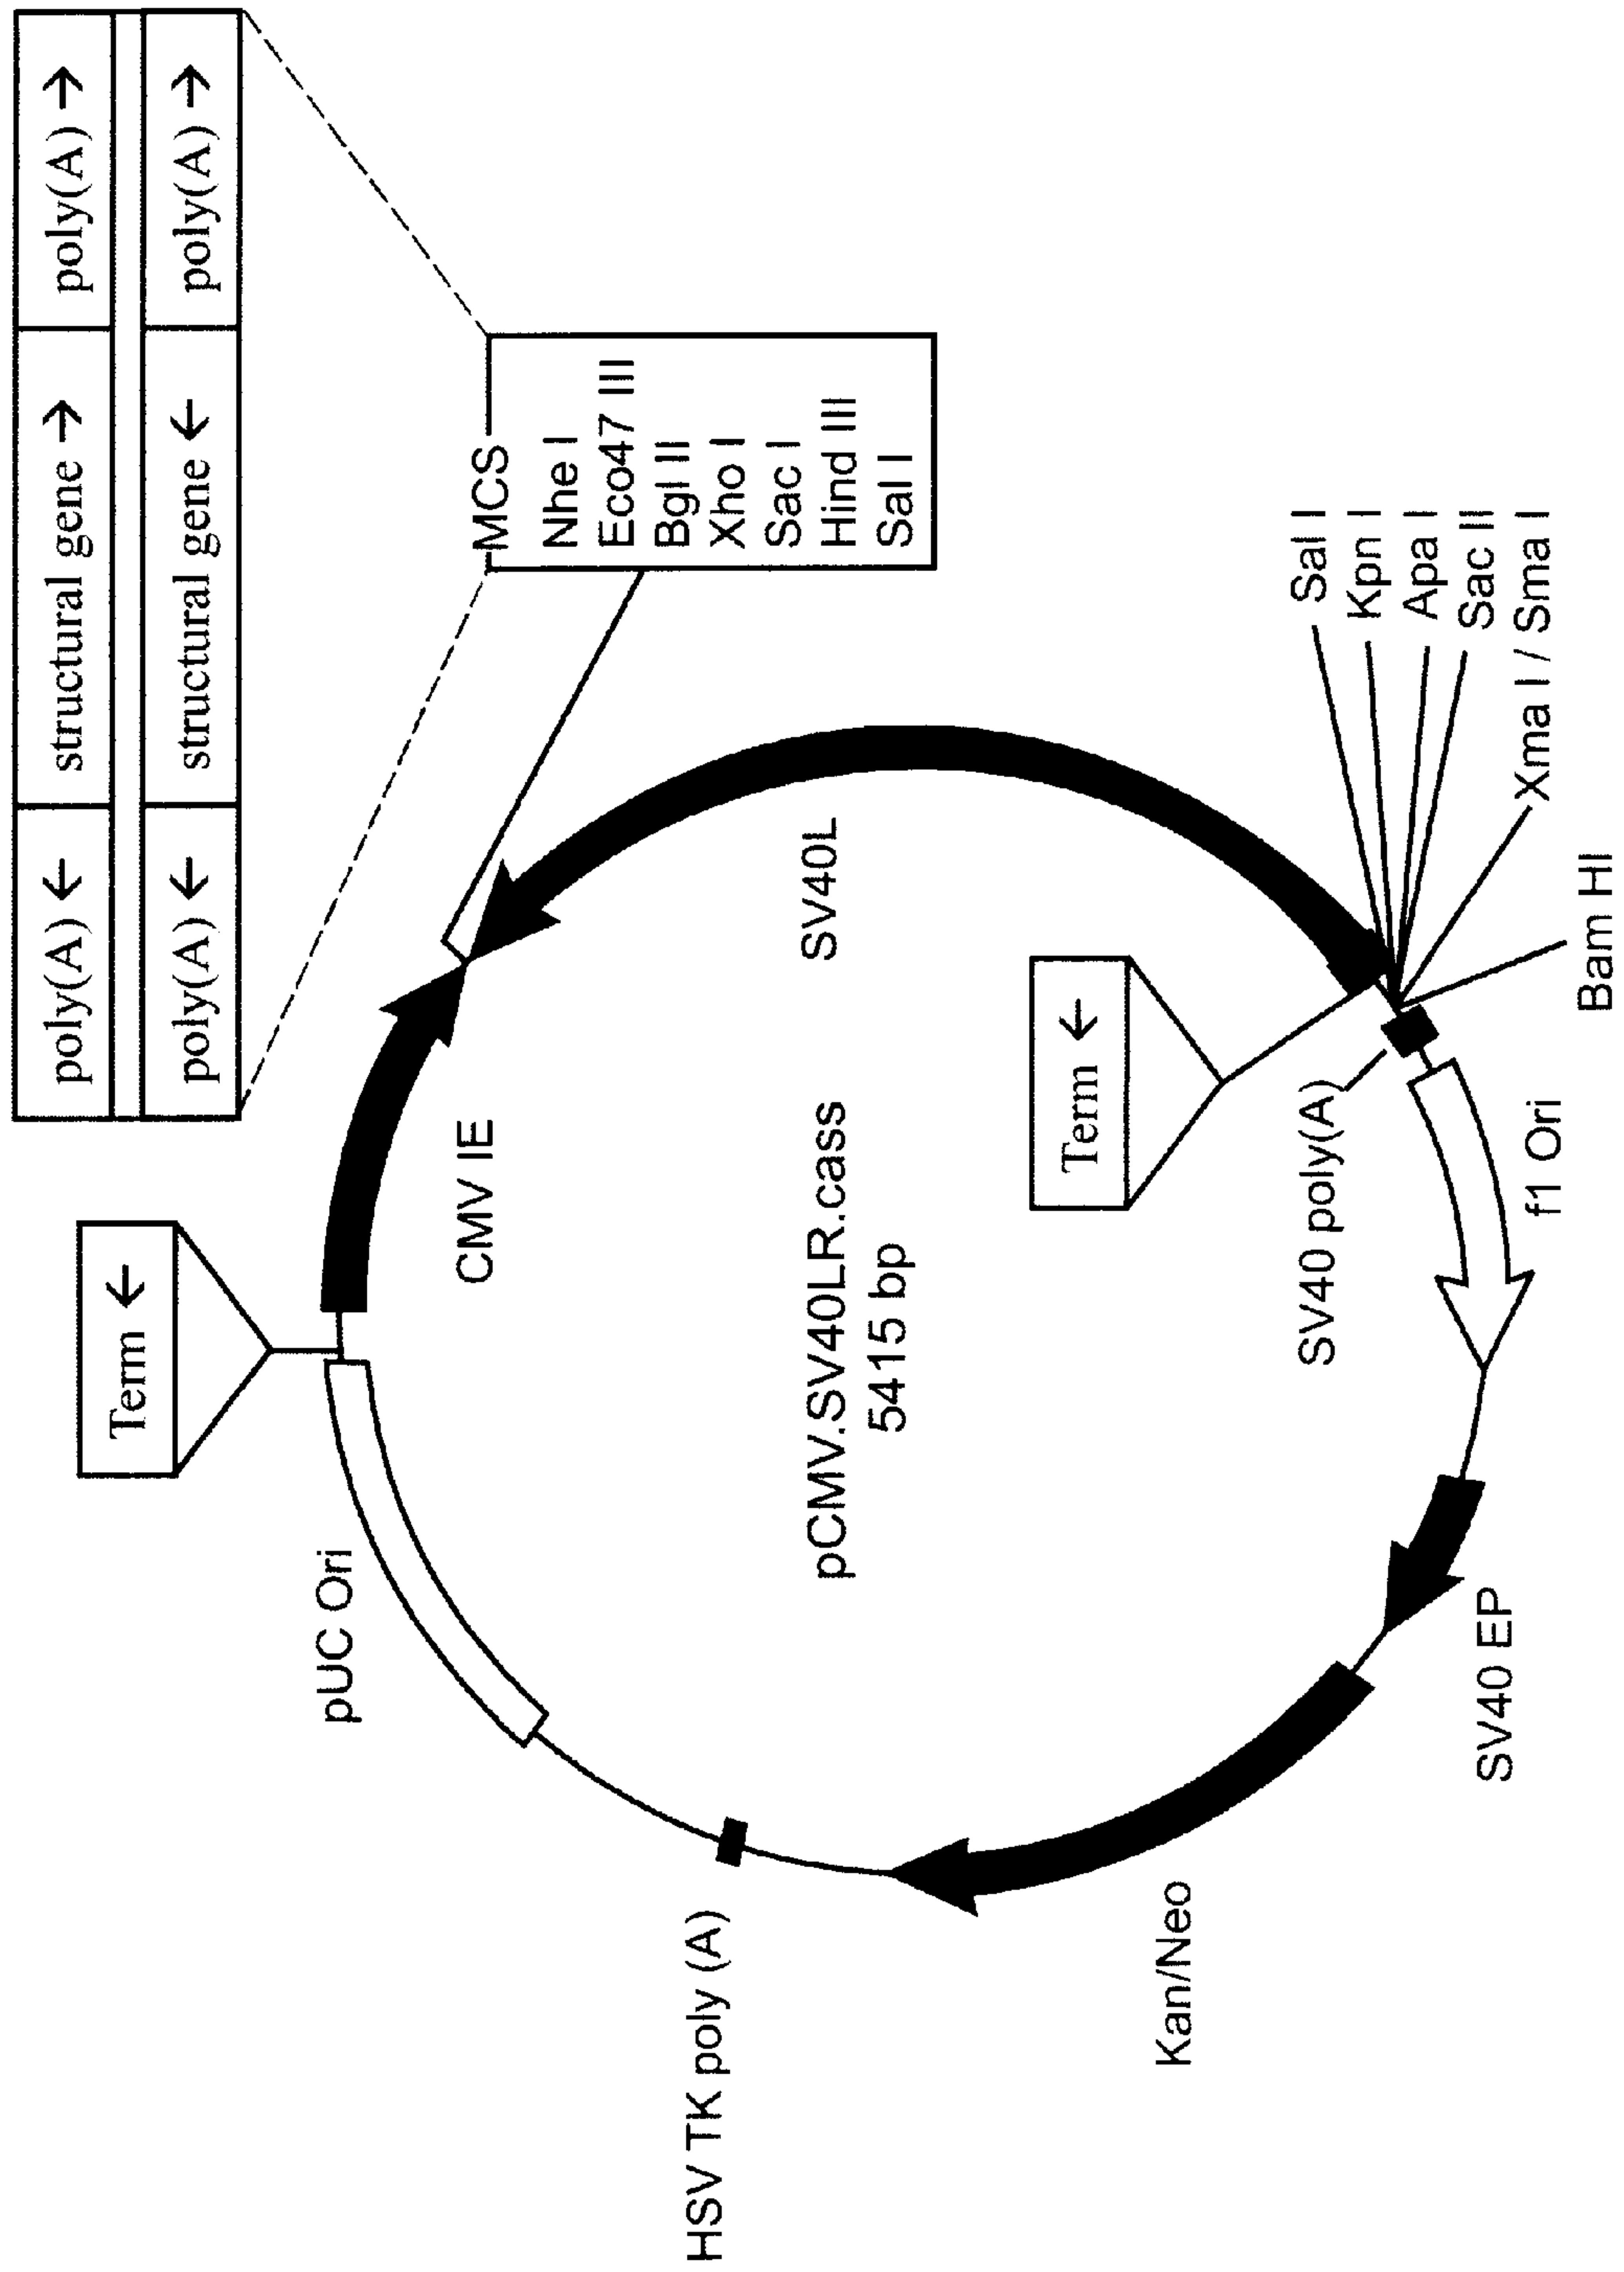 poly(A) ← structural gene → poly(A) →
poly(A) ← structural gene ← poly(A) →
Term ←
pUC Ori
CMV IE
MCS
Nhe I
Eco47 III
Bgl II
Xho I
Sac I
Hind III
Sal I
HSV TK poly (A)
SV40L
pCMV.SV40LR.cass
5415 bp
Term ←
Kan/Neo
SV40 poly(A)
Sal I
Kpn I
Apa I
Sac II
Xma I / Sma I
SV40 EP
f1 Ori
Bam HI